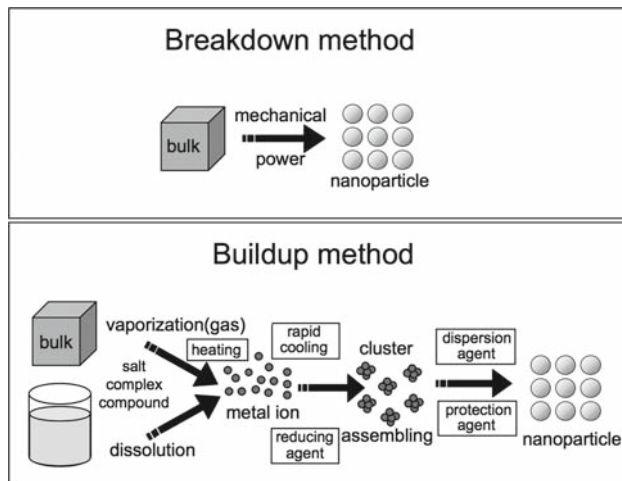 Breakdown method
bulk
mechanical
power
nanoparticle
Buildup method
bulk
vaporization(gas)
heating
salt
complex
compound
dissolution
metal ion
rapid
cooling
reducing
agent
cluster
assembling
dispersion
agent
protection
agent
nanoparticle